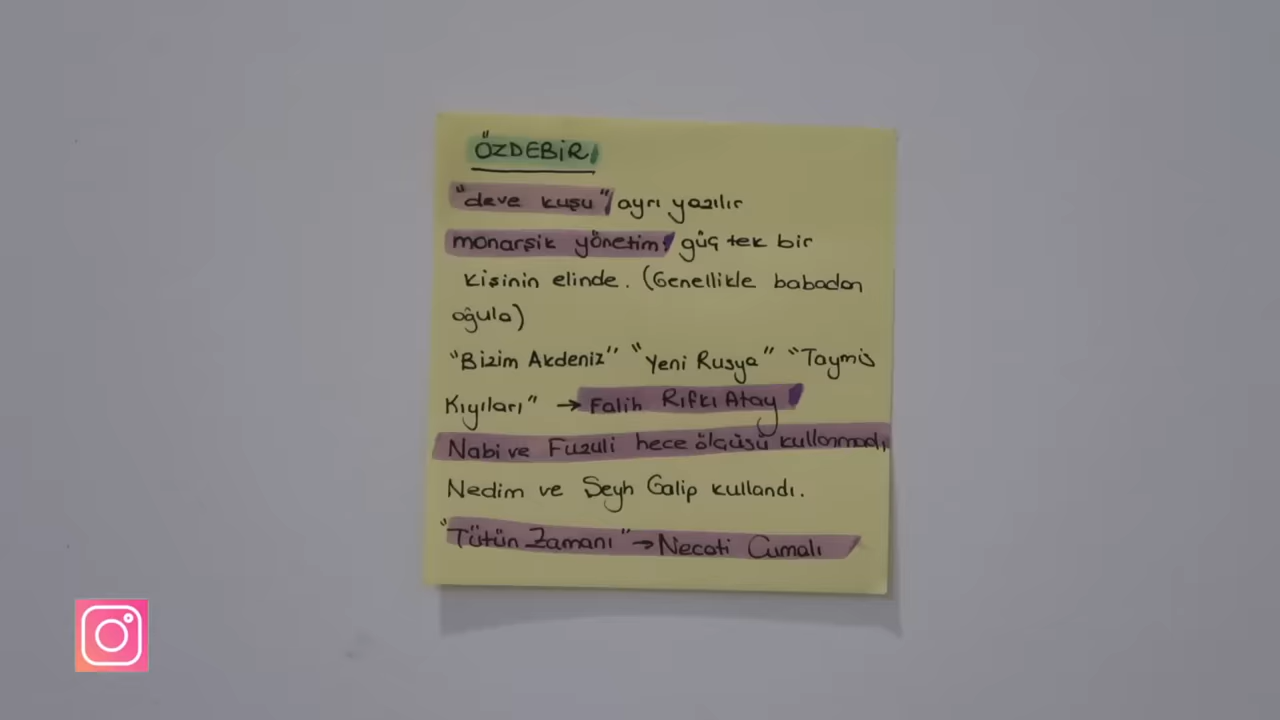 ÖZDEBİR
"deve kuşu" ayrı yazılır
monarşik yönetim: güç tek bir
kişinin elinde. (Genellikle babadan
oğula)
"Bizim Akdeniz" "Yeni Rusya" "Taymis
Kıyıları" → Falih Rıfkı Atay
Nabi ve Fuzuli hece ölçüsü kullanmadı,
Nedim ve Şeyh Galip kullandı.
"Tütün Zamanı" → Necati Cumalı